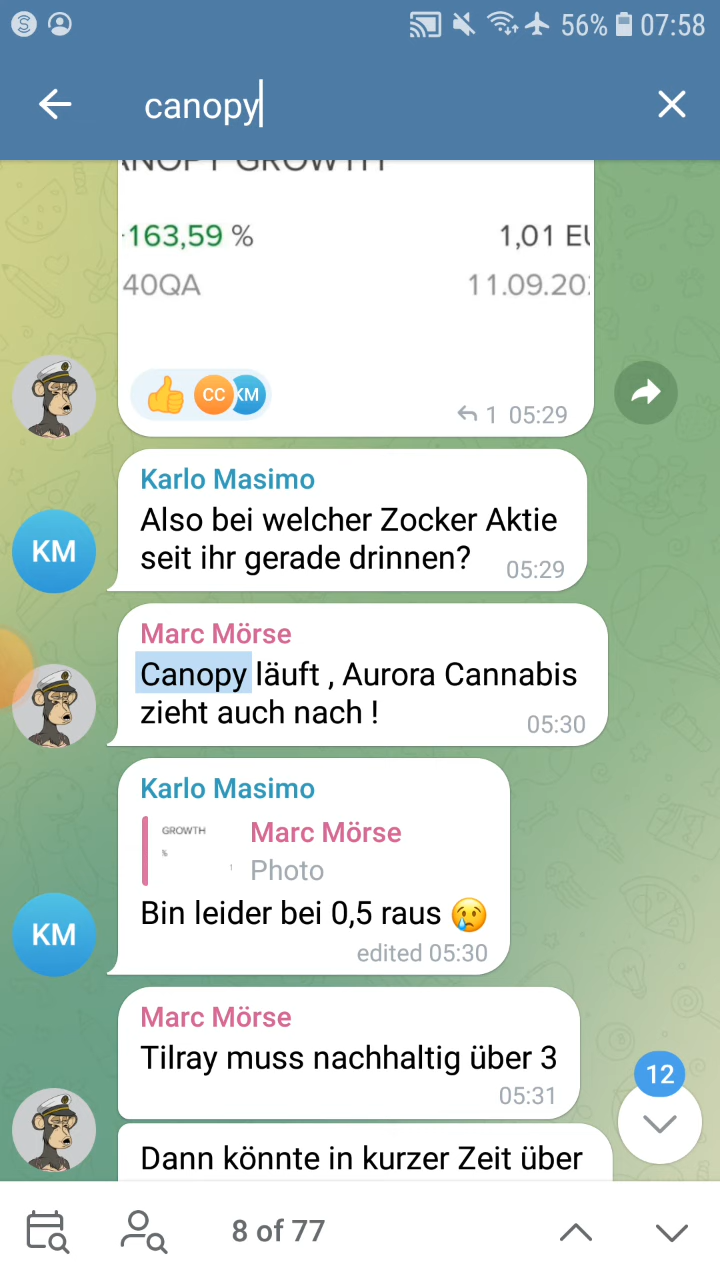 56% 07:58
canopy
ANOPY GROWTH
163,59 %
1,01 EU
40QA
11.09.20
CC KM
1 05:29
Karlo Masimo
Also bei welcher Zocker Aktie
seit ihr gerade drinnen?
05:29
KM
Marc Mörse
Canopy läuft , Aurora Cannabis
zieht auch nach !
05:30
Karlo Masimo
GROWTH
%
Marc Mörse
Photo
Bin leider bei 0,5 raus 😢
edited 05:30
KM
Marc Mörse
Tilray muss nachhaltig über 3
05:31
12
Dann könnte in kurzer Zeit über
8 of 77